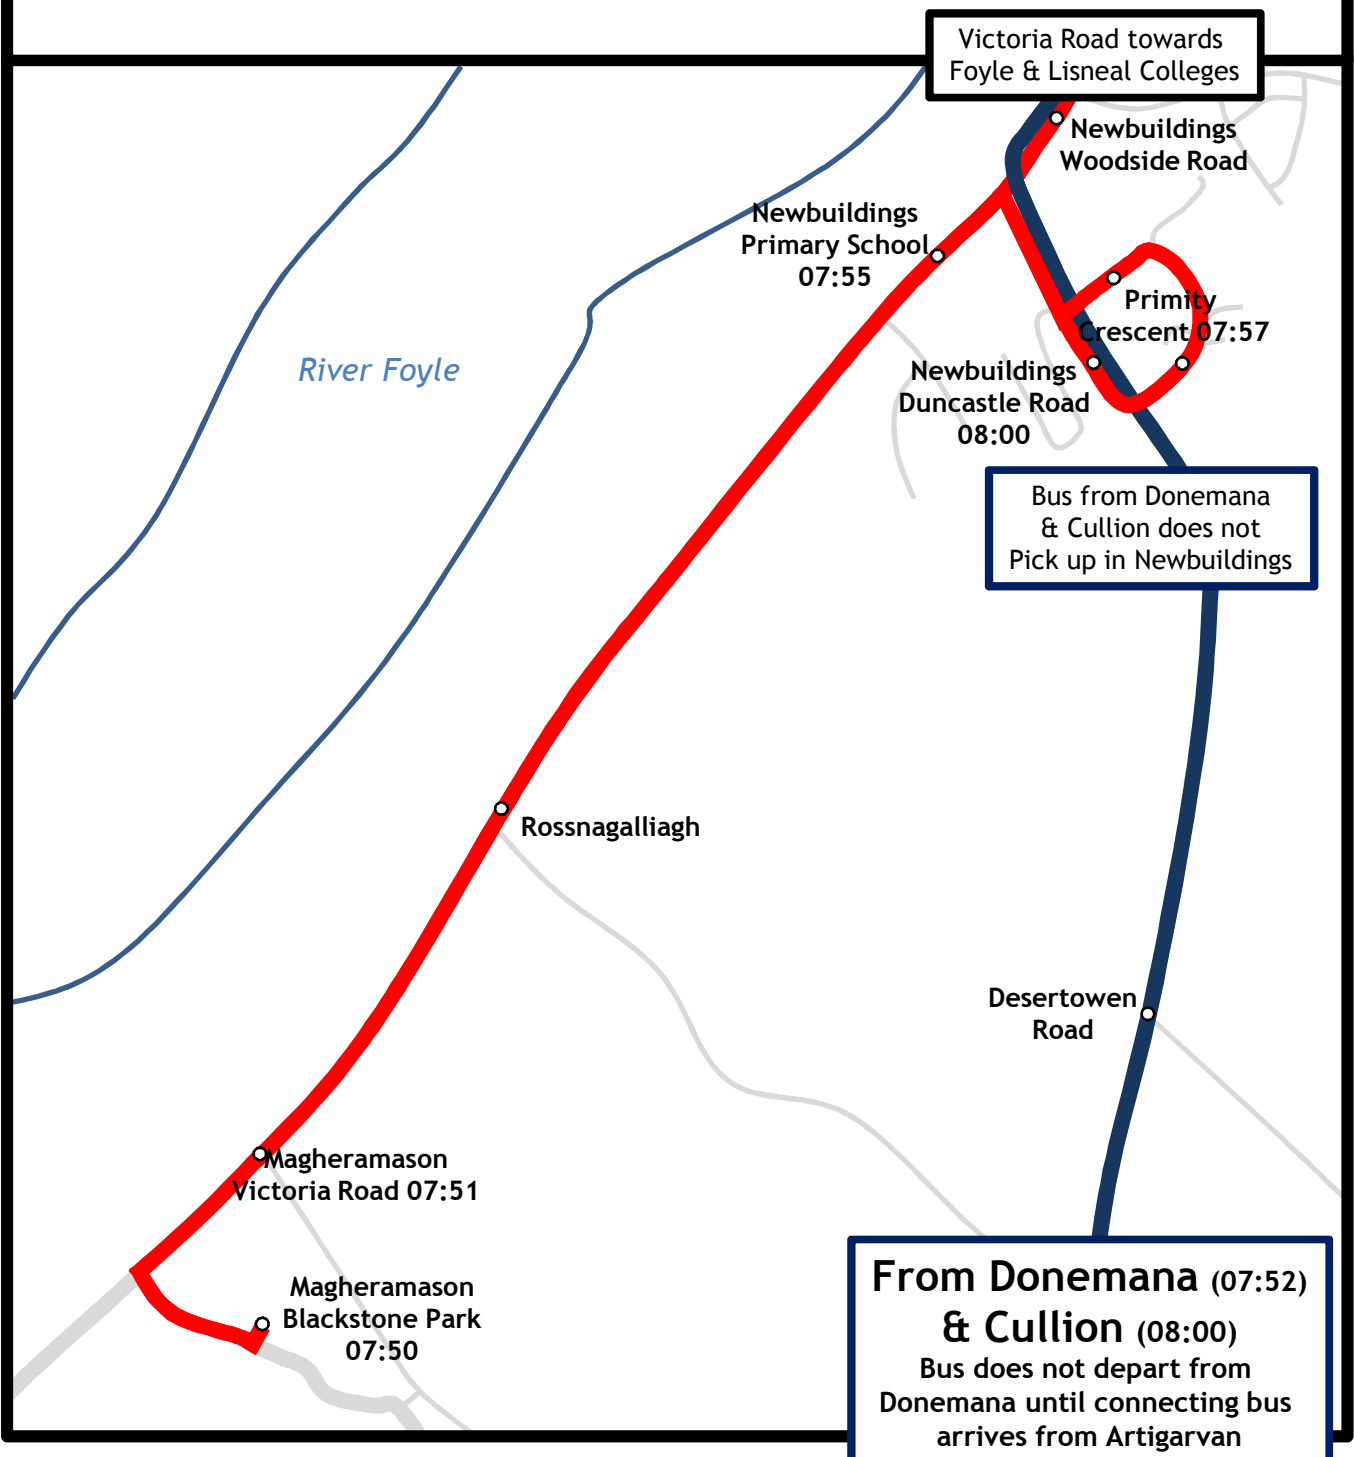 Victoria Road towards
Foyle & Lisneal Colleges
Newbuildings
Woodside Road
Newbuildings
Primary School
07:55
Primity
Crescent 07:57
River Foyle
Newbuildings
Duncastle Road
08:00
Bus from Donemana
& Cullion does not
Pick up in Newbuildings
Rossnagalliagh
Desertowen
Road
Magheramason
Victoria Road 07:51
Magheramason
Blackstone Park
07:50
From Donemana (07:52)
& Cullion (08:00)
Bus does not depart from
Donemana until connecting bus
arrives from Artigarvan